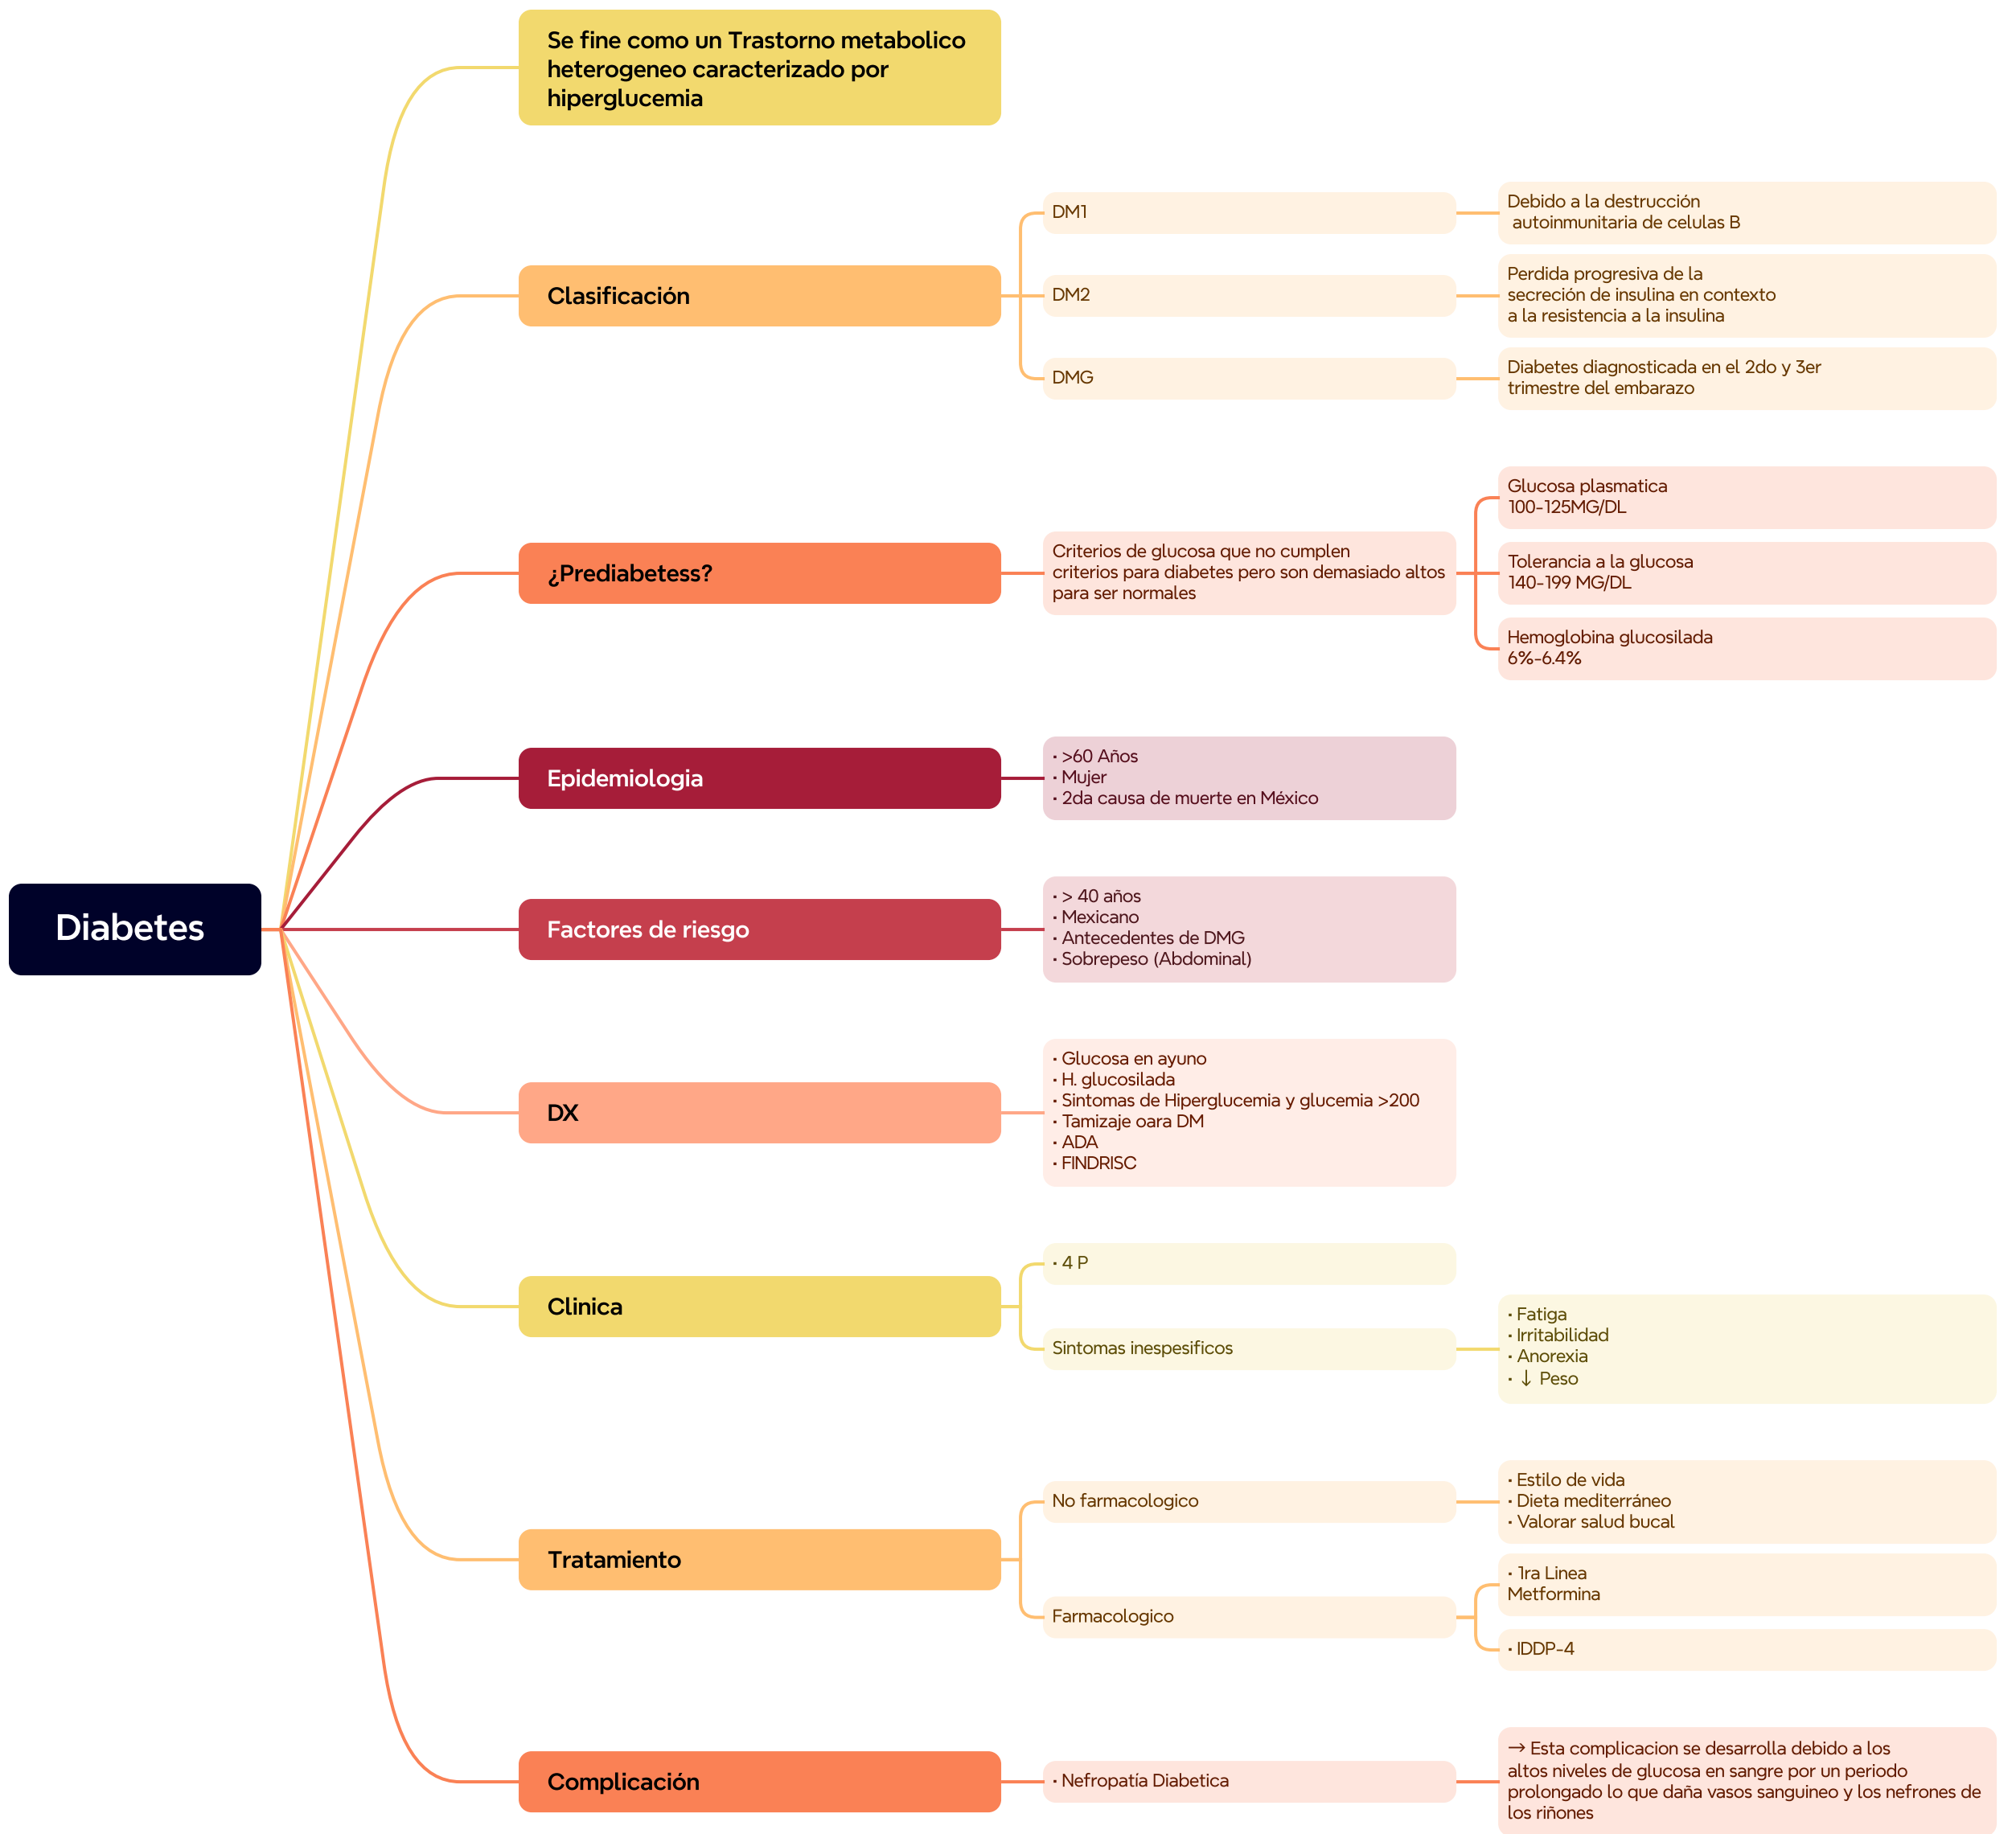 Se fine como un Trastorno metabolico
heterogeneo caracterizado por
hiperglucemia
Clasificación
DM1
Debido a la destrucción
autoinmunitaria de celulas B
DM2
Perdida progresiva de la
secreción de insulina en contexto
a la resistencia a la insulina
DMG
Diabetes diagnosticada en el 2do y 3er
trimestre del embarazo
¿Prediabetess?
Criterios de glucosa que no cumplen
criterios para diabetes pero son demasiado altos
para ser normales
Glucosa plasmatica
100-125MG/DL
Tolerancia a la glucosa
140-199 MG/DL
Hemoglobina glucosilada
6%-6.4%
Epidemiologia
· >60 Años
· Mujer
· 2da causa de muerte en México
Diabetes
Factores de riesgo
· > 40 años
· Mexicano
· Antecedentes de DMG
· Sobrepeso (Abdominal)
DX
· Glucosa en ayuno
· H. glucosilada
· Sintomas de Hiperglucemia y glucemia >200
· Tamizaje oara DM
· ADA
· FINDRISC
Clinica
· 4 P
Sintomas inespesificos
· Fatiga
· Irritabilidad
· Anorexia
· ↓ Peso
Tratamiento
No farmacologico
· Estilo de vida
· Dieta mediterráneo
· Valorar salud bucal
Farmacologico
· 1ra Linea
Metformina
· IDDP-4
Complicación
· Nefropatía Diabetica
→ Esta complicacion se desarrolla debido a los
altos niveles de glucosa en sangre por un periodo
prolongado lo que daña vasos sanguineo y los nefrones de
los riñones